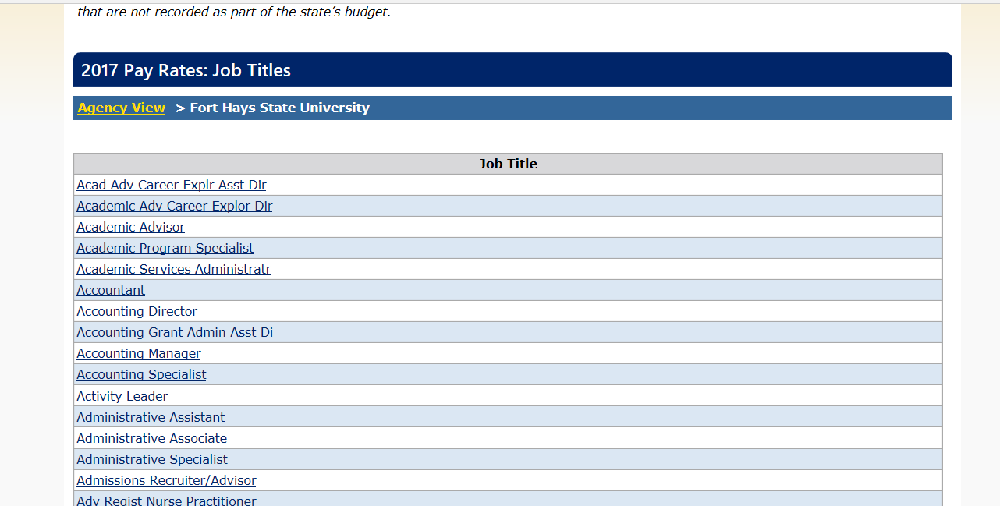 that are not recorded as part of the state’s budget.
2017 Pay Rates: Job Titles
Agency View -> Fort Hays State University
Job Title
Acad Adv Career Explr Asst Dir
Academic Adv Career Explor Dir
Academic Advisor
Academic Program Specialist
Academic Services Administratr
Accountant
Accounting Director
Accounting Grant Admin Asst Di
Accounting Manager
Accounting Specialist
Activity Leader
Administrative Assistant
Administrative Associate
Administrative Specialist
Admissions Recruiter/Advisor
Adv Regist Nurse Practitioner